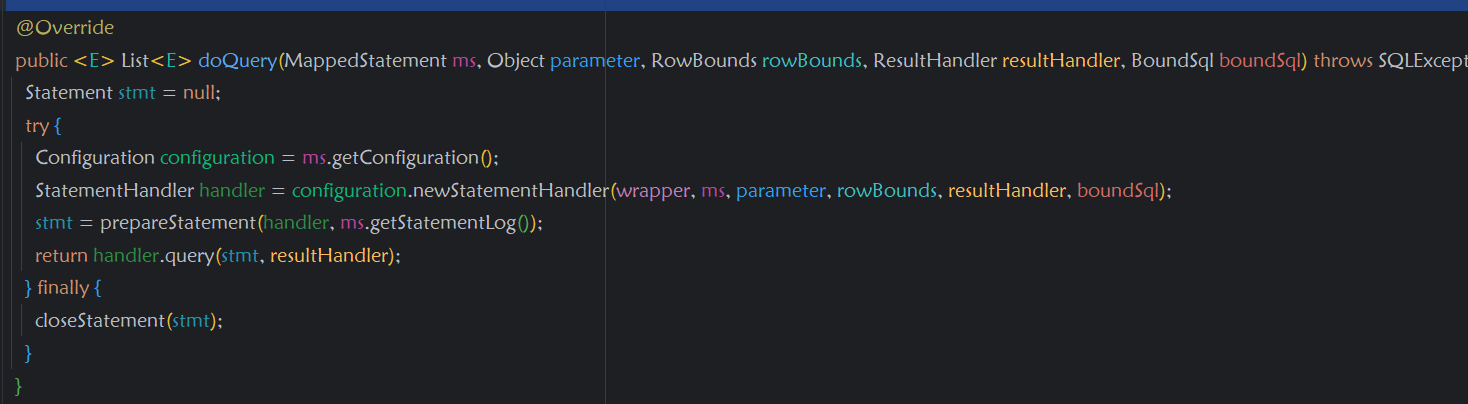 @Override
public <E> List<E> doQuery(MappedStatement ms, Object parameter, RowBounds rowBounds, ResultHandler resultHandler, BoundSql boundSql) throws SQLExcept
Statement stmt = null;
try {
Configuration configuration = ms.getConfiguration();
StatementHandler handler = configuration.newStatementHandler(wrapper, ms, parameter, rowBounds, resultHandler, boundSql);
stmt = prepareStatement(handler, ms.getStatementLog());
return handler.query(stmt, resultHandler);
} finally {
closeStatement(stmt);
}
}